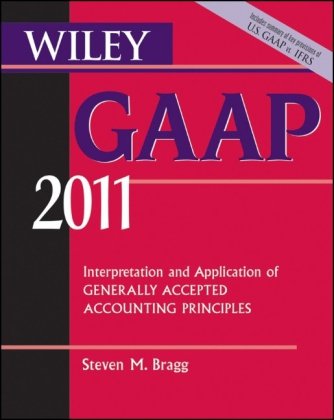 WILEY
Includes summary of key provisions of
U.S. GAAP vs. IFRS
GAAP
2011
Interpretation and Application of
GENERALLY ACCEPTED
ACCOUNTING PRINCIPLES
Steven M. Bragg